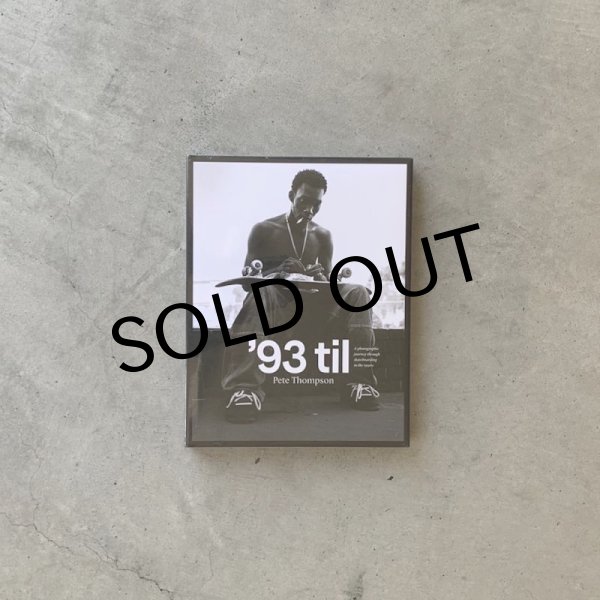 SOLD OUT
'93 til
Pete Thompson
A photographic
journey through
skateboarding
in the 1990s